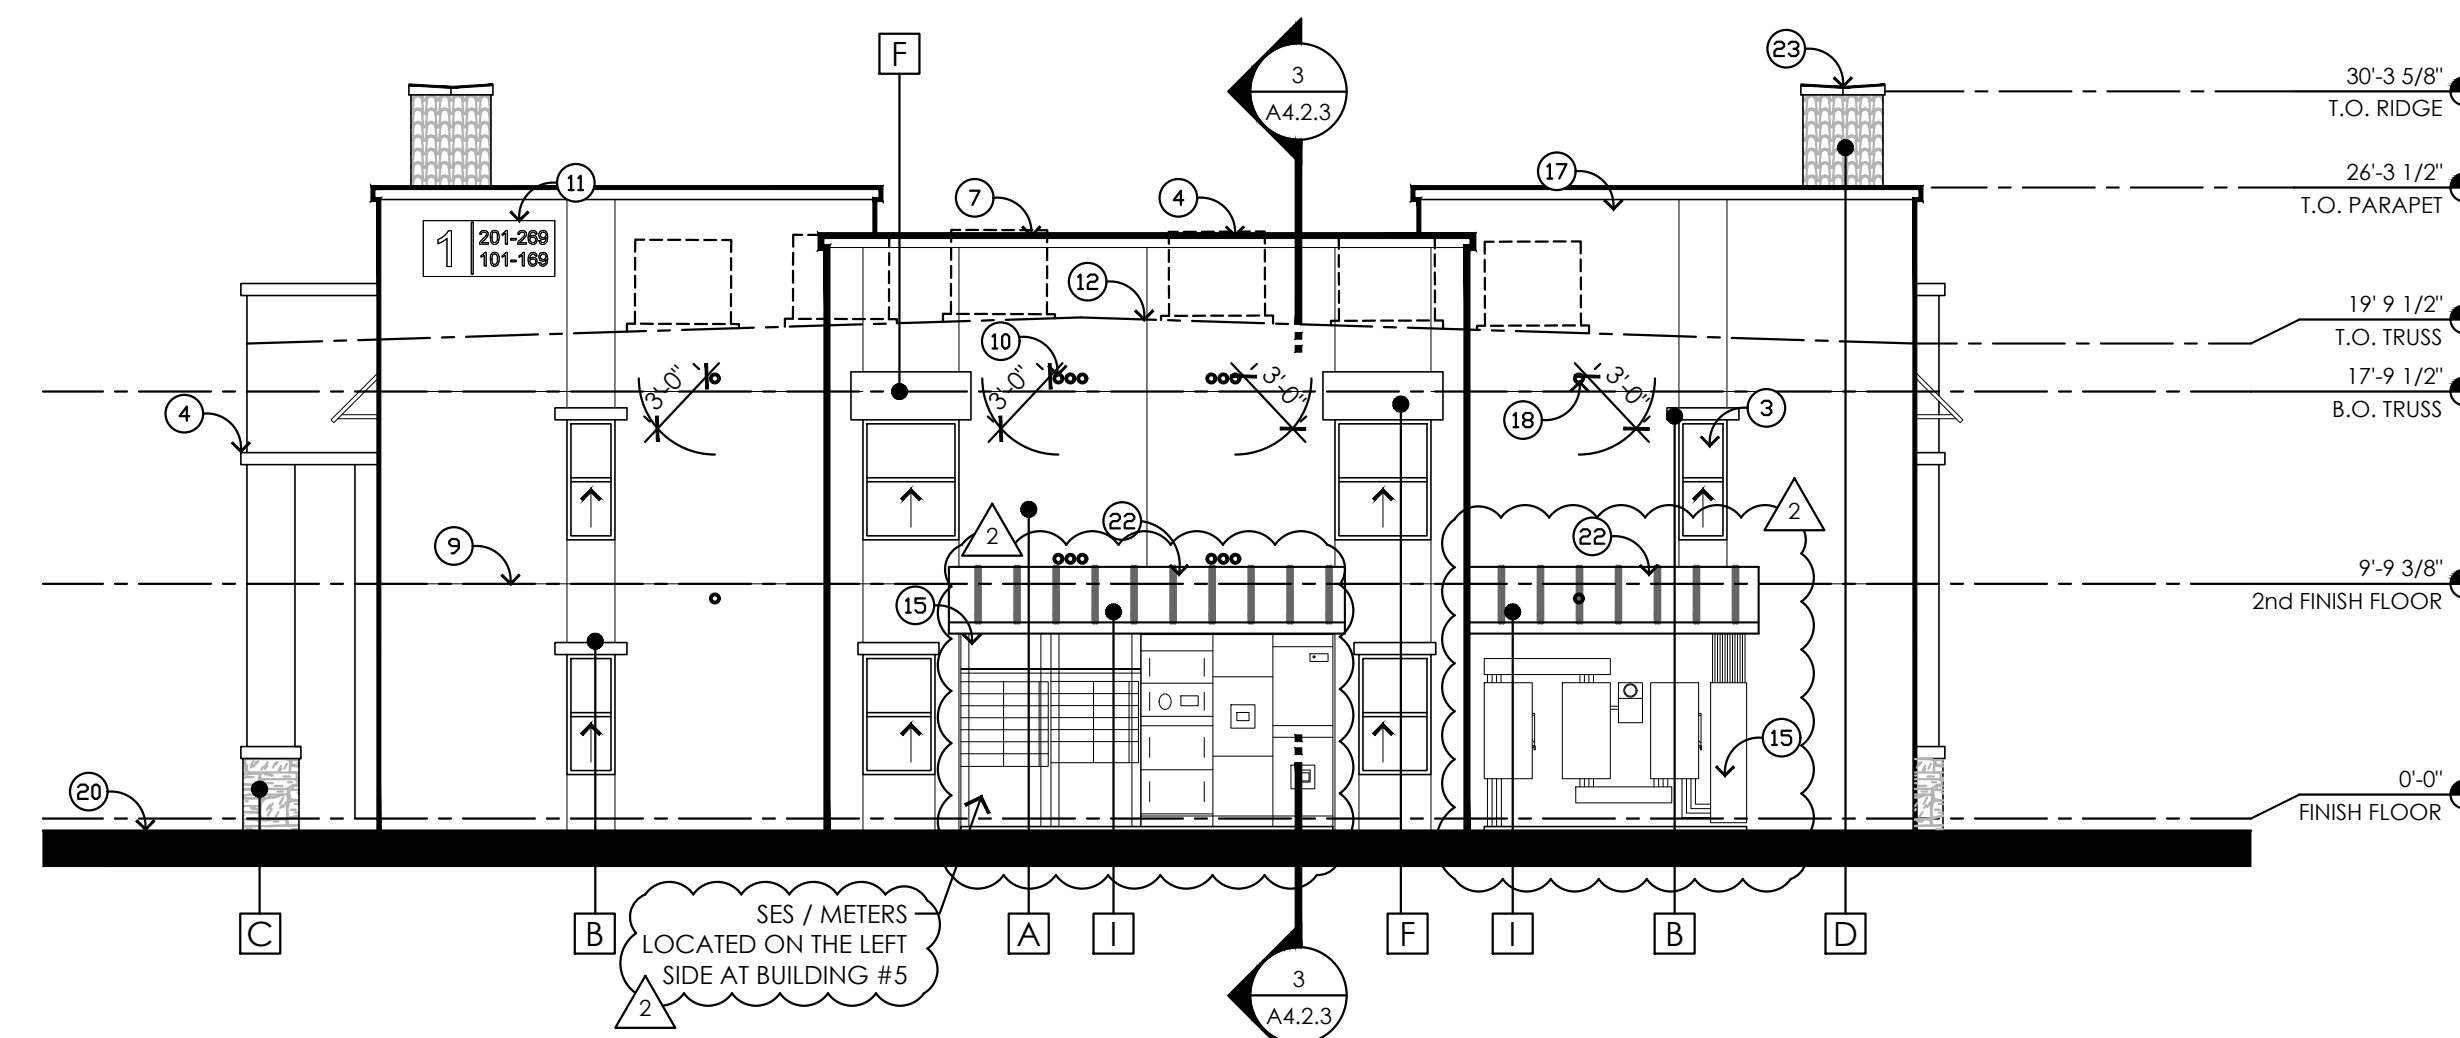 F
3
A4.2.3
23
30'-3 5/8"
T.O. RIDGE
11
7
4
17
26'-3 1/2"
T.O. PARAPET
1
201-269
101-169
12
19' 9 1/2"
T.O. TRUSS
10
3'-0"
3'-0"
3'-0"
3'-0"
17'-9 1/2"
B.O. TRUSS
4
18
3
9
2
22
22
2
9'-9 3/8"
2nd FINISH FLOOR
15
15
20
0'-0"
FINISH FLOOR
C
B
SES / METERS
LOCATED ON THE LEFT
SIDE AT BUILDING #5
2
A
I
F
I
B
D
3
A4.2.3